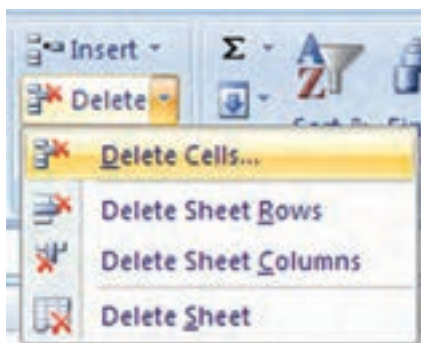 Insert Σ A
Z
Delete
Delete Cells...
Delete Sheet Rows
Delete Sheet Columns
Delete Sheet